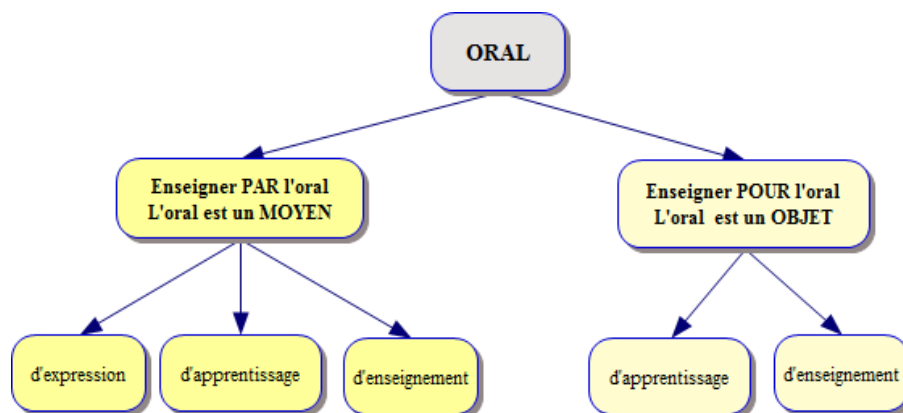 ORAL
Enseigner PAR l'oral
L'oral est un MOYEN
Enseigner POUR l'oral
L'oral est un OBJET
d'expression
d'apprentissage
d'enseignement
d'apprentissage
d'enseignement